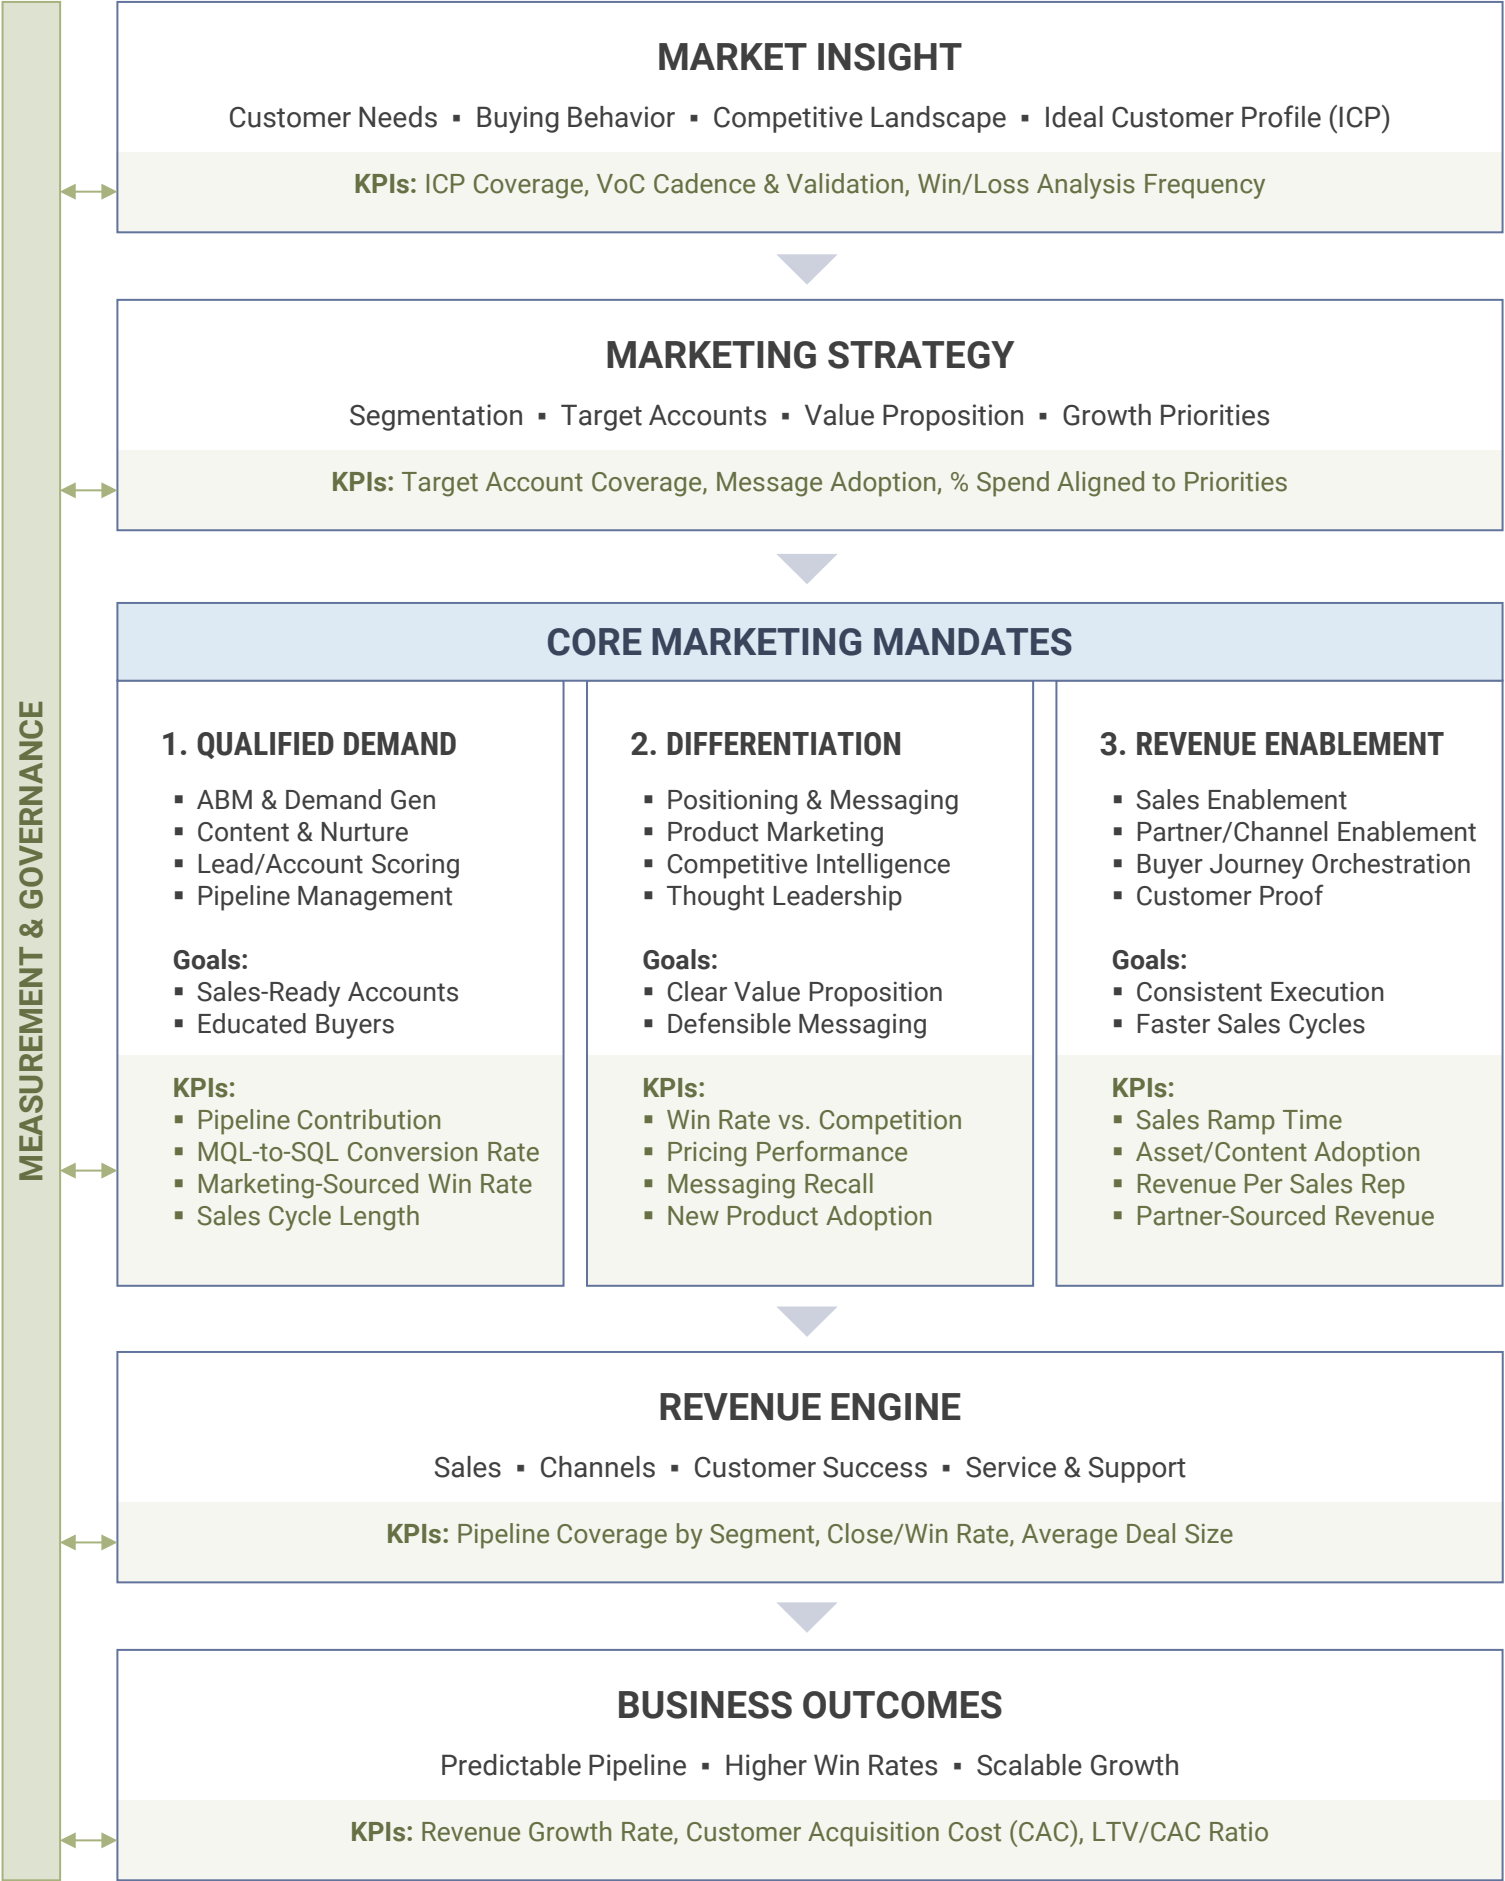 MEASUREMENT & GOVERNANCE
MARKET INSIGHT
Customer Needs ▪ Buying Behavior ▪ Competitive Landscape ▪ Ideal Customer Profile (ICP)
KPIs: ICP Coverage, VoC Cadence & Validation, Win/Loss Analysis Frequency
MARKETING STRATEGY
Segmentation ▪ Target Accounts ▪ Value Proposition ▪ Growth Priorities
KPIs: Target Account Coverage, Message Adoption, % Spend Aligned to Priorities
CORE MARKETING MANDATES
1. QUALIFIED DEMAND
▪ ABM & Demand Gen
▪ Content & Nurture
▪ Lead/Account Scoring
▪ Pipeline Management
Goals:
▪ Sales-Ready Accounts
▪ Educated Buyers
KPIs:
▪ Pipeline Contribution
▪ MQL-to-SQL Conversion Rate
▪ Marketing-Sourced Win Rate
▪ Sales Cycle Length
2. DIFFERENTIATION
▪ Positioning & Messaging
▪ Product Marketing
▪ Competitive Intelligence
▪ Thought Leadership
Goals:
▪ Clear Value Proposition
▪ Defensible Messaging
KPIs:
▪ Win Rate vs. Competition
▪ Pricing Performance
▪ Messaging Recall
▪ New Product Adoption
3. REVENUE ENABLEMENT
▪ Sales Enablement
▪ Partner/Channel Enablement
▪ Buyer Journey Orchestration
▪ Customer Proof
Goals:
▪ Consistent Execution
▪ Faster Sales Cycles
KPIs:
▪ Sales Ramp Time
▪ Asset/Content Adoption
▪ Revenue Per Sales Rep
▪ Partner-Sourced Revenue
REVENUE ENGINE
Sales ▪ Channels ▪ Customer Success ▪ Service & Support
KPIs: Pipeline Coverage by Segment, Close/Win Rate, Average Deal Size
BUSINESS OUTCOMES
Predictable Pipeline ▪ Higher Win Rates ▪ Scalable Growth
KPIs: Revenue Growth Rate, Customer Acquisition Cost (CAC), LTV/CAC Ratio